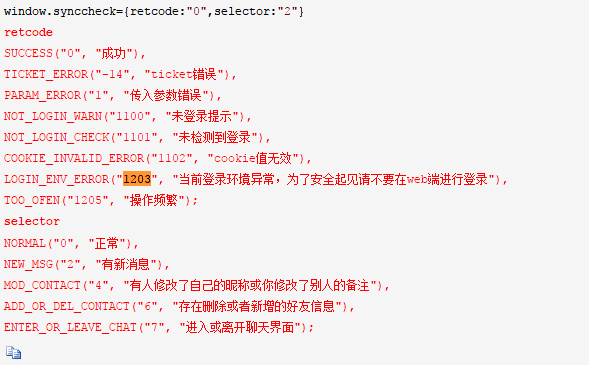 window.synccheck={retcode:"0",selector:"2"}
retcode
SUCCESS("0", "成功"),
TICKET_ERROR("-14", "ticket错误"),
PARAM_ERROR("1", "传入参数错误"),
NOT_LOGIN_WARN("1100", "未登录提示"),
NOT_LOGIN_CHECK("1101", "未检测到登录"),
COOKIE_INVALID_ERROR("1102", "cookie值无效"),
LOGIN_ENV_ERROR("1203", "当前登录环境异常，为了安全起见请不要在web端进行登录"),
TOO_OFEN("1205", "操作频繁");
selector
NORMAL("0", "正常"),
NEW_MSG("2", "有新消息"),
MOD_CONTACT("4", "有人修改了自己的昵称或你修改了别人的备注"),
ADD_OR_DEL_CONTACT("6", "存在删除或者新增的好友信息"),
ENTER_OR_LEAVE_CHAT("7", "进入或离开聊天界面");